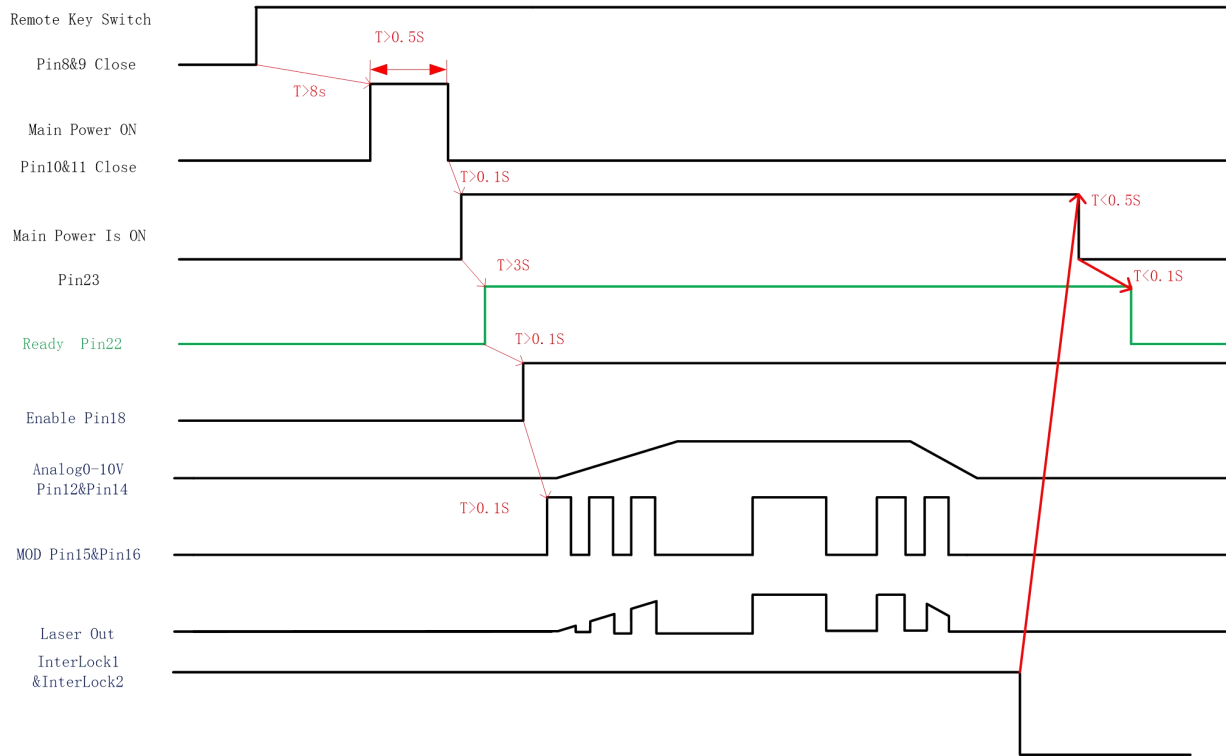 Remote Key Switch
T>0.5S
Pin8&9 Close
T>8s
Main Power ON
Pin10&11 Close
T>0.1S
T<0.5S
Main Power Is ON
T>3S
T<0.1S
Pin23
T>0.1S
Ready Pin22
Enable Pin18
Analog0-10V
Pin12&Pin14
T>0.1S
MOD Pin15&Pin16
Laser Out
InterLock1
&InterLock2